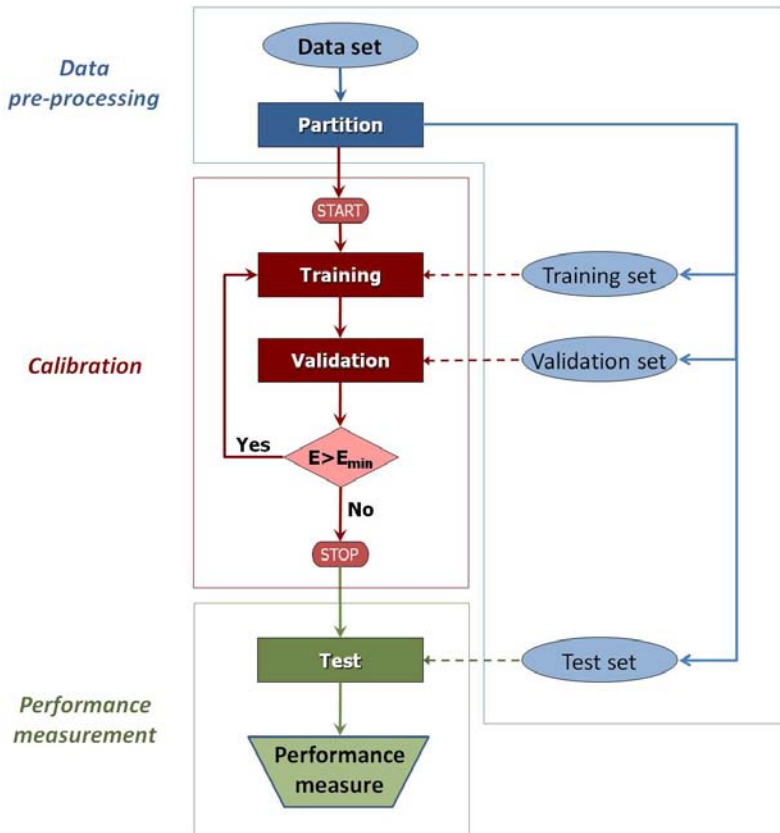 Data set
Data
pre-processing
Partition
START
Training
Training set
Validation
Validation set
Calibration
Yes
E>Emin
No
STOP
Test
Test set
Performance
measurement
Performance
measure